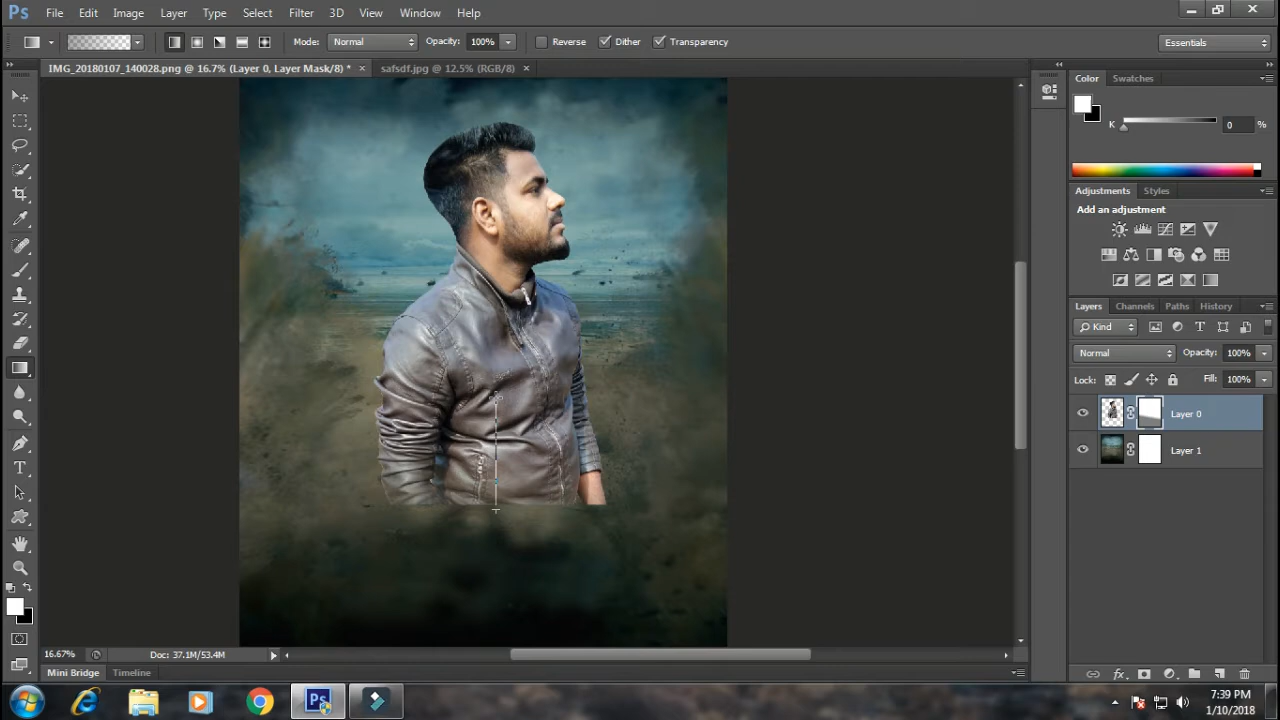 Ps File Edit Image Layer Type Select Filter 3D View Window Help
Mode: Normal Opacity: 100% Reverse Dither Transparency Essentials
IMG_20180107_140028.png @ 16.7% (Layer 0, Layer Mask/8) * × safsdf.jpg @ 12.5% (RGB/8) ×
Color Swatches
K 0 %
Adjustments Styles
Add an adjustment
Layers Channels Paths History
Kind
Normal Opacity: 100%
Lock: Fill: 100%
Layer 0
Layer 1
T
16.67% Doc: 37.1M/53.4M
Mini Bridge Timeline
Ps
7:39 PM
1/10/2018